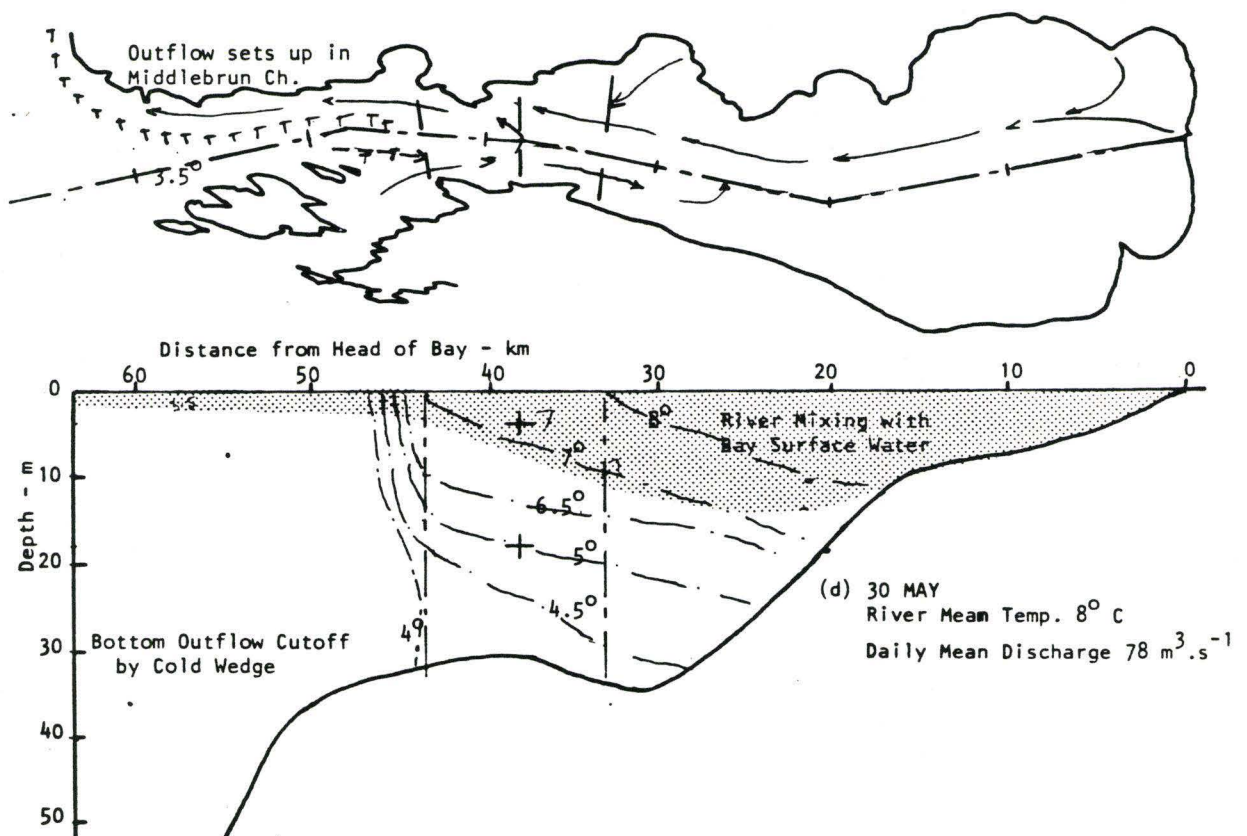 Outflow sets up in
Middlebrun Ch.
3.5°
Distance from Head of Bay - km
60 50 40 30 20 10 0
0
10
20
30
40
50
Depth - m
7
8°
River Mixing with
Bay Surface Water
7°
6.5°
5°
4.5°
4°
Bottom Outflow Cutoff
by Cold Wedge
(d) 30 MAY
River Mean Temp. 8° C
Daily Mean Discharge 78 m³.s⁻¹